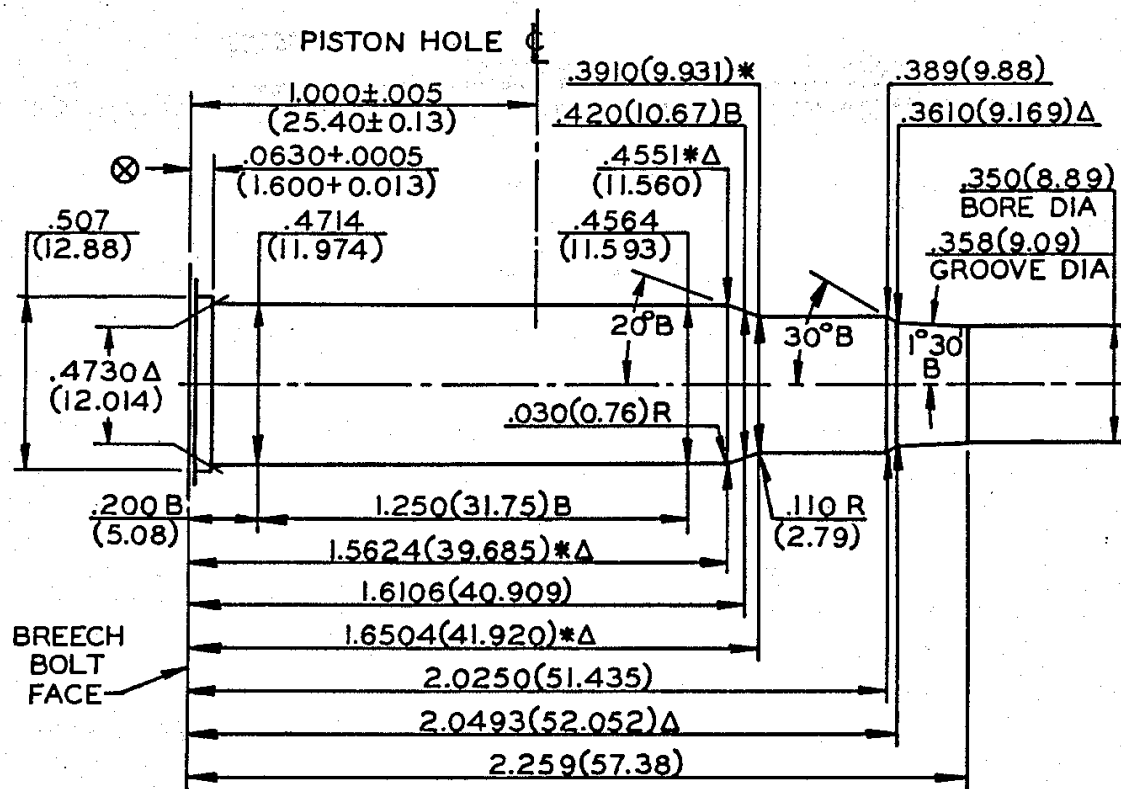 PISTON HOLE ℄
.3910(9.931)*
.389(9.88)
1.000±.005
(25.40±0.13)
.420(10.67)B
.3610(9.169)Δ
⊗
.0630+.0005
(1.600+0.013)
.4551*Δ
(11.560)
.350(8.89)
BORE DIA
.507
(12.88)
.4714
(11.974)
.4564
(11.593)
.358(9.09)
GROOVE DIA
20°B
30°B
1°30'
B
.4730Δ
(12.014)
.030(0.76)R
.200 B
(5.08)
1.250(31.75)B
.110 R
(2.79)
1.5624(39.685)*Δ
1.6106(40.909)
BREECH
BOLT
FACE
1.6504(41.920)*Δ
2.0250(51.435)
2.0493(52.052)Δ
2.259(57.38)